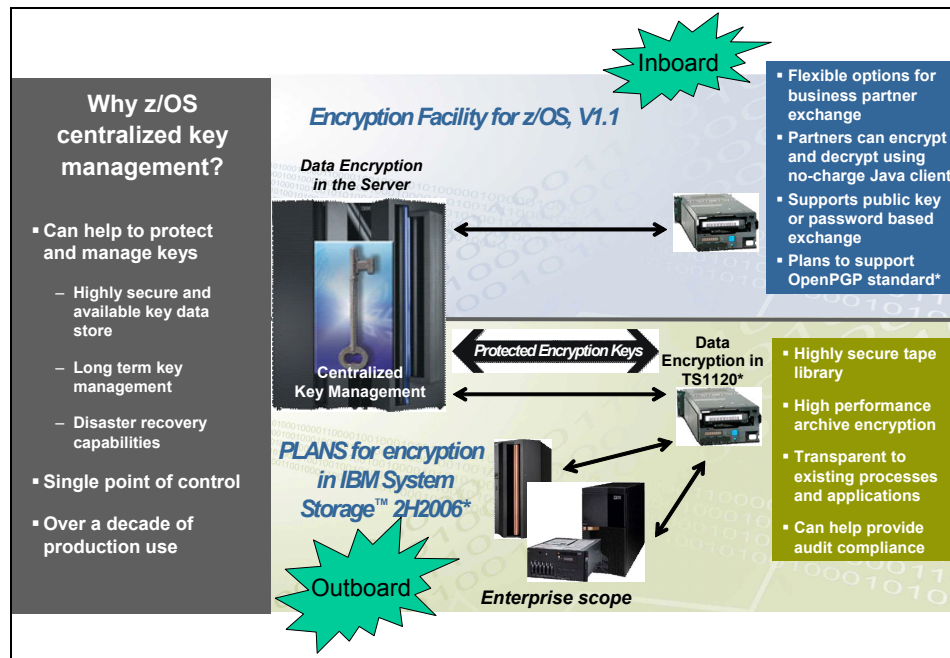 Why z/OS
centralized key
management?
▪ Can help to protect
and manage keys
– Highly secure and
available key data
store
– Long term key
management
– Disaster recovery
capabilities
▪ Single point of control
▪ Over a decade of
production use
Inboard
Encryption Facility for z/OS, V1.1
Data Encryption
in the Server
Centralized
Key Management
▪ Flexible options for
business partner
exchange
▪ Partners can encrypt
and decrypt using
no-charge Java client
▪ Supports public key
or password based
exchange
▪ Plans to support
OpenPGP standard*
Protected Encryption Keys
Data
Encryption in
TS1120*
PLANS for encryption
in IBM System
Storage™ 2H2006*
Outboard
Enterprise scope
▪ Highly secure tape
library
▪ High performance
archive encryption
▪ Transparent to
existing processes
and applications
▪ Can help provide
audit compliance